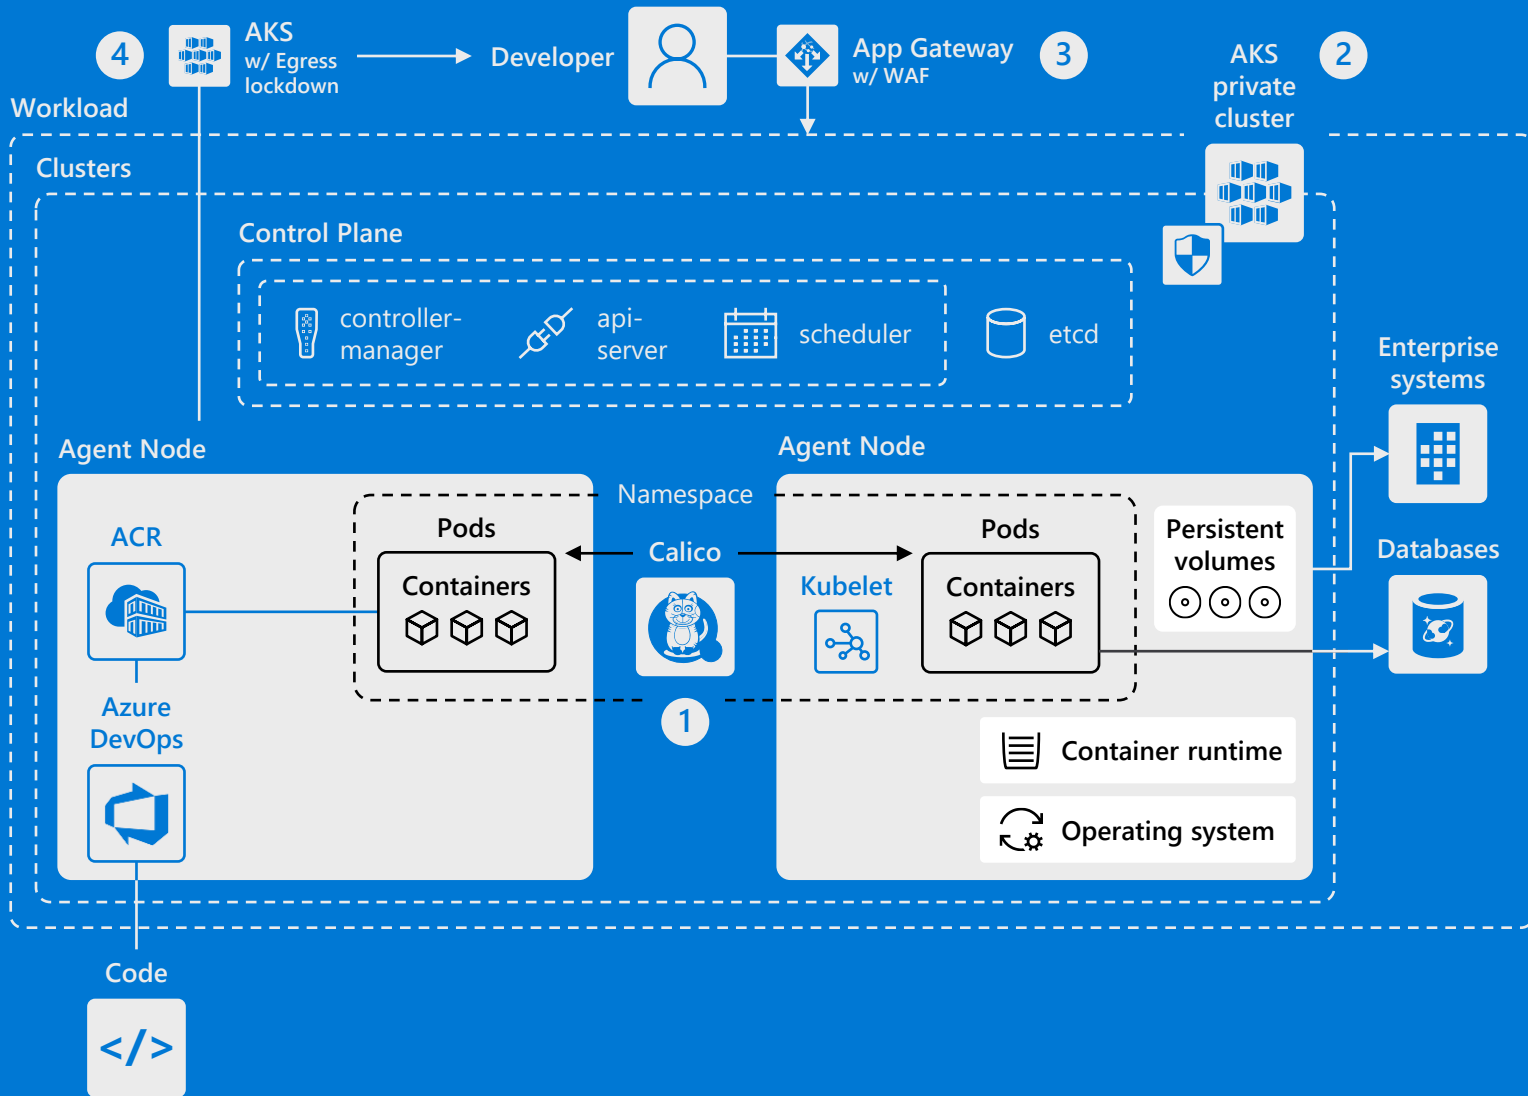 4
AKS
w/ Egress
lockdown
Developer
App Gateway
w/ WAF
3
AKS
private
cluster
2
Workload
Clusters
Control Plane
controller-
manager
api-
server
scheduler
etcd
Enterprise
systems
Agent Node
Agent Node
Namespace
ACR
Pods
Containers
Calico
Kubelet
Pods
Containers
Persistent
volumes
Databases
Azure
DevOps
1
Container runtime
Operating system
Code
</>